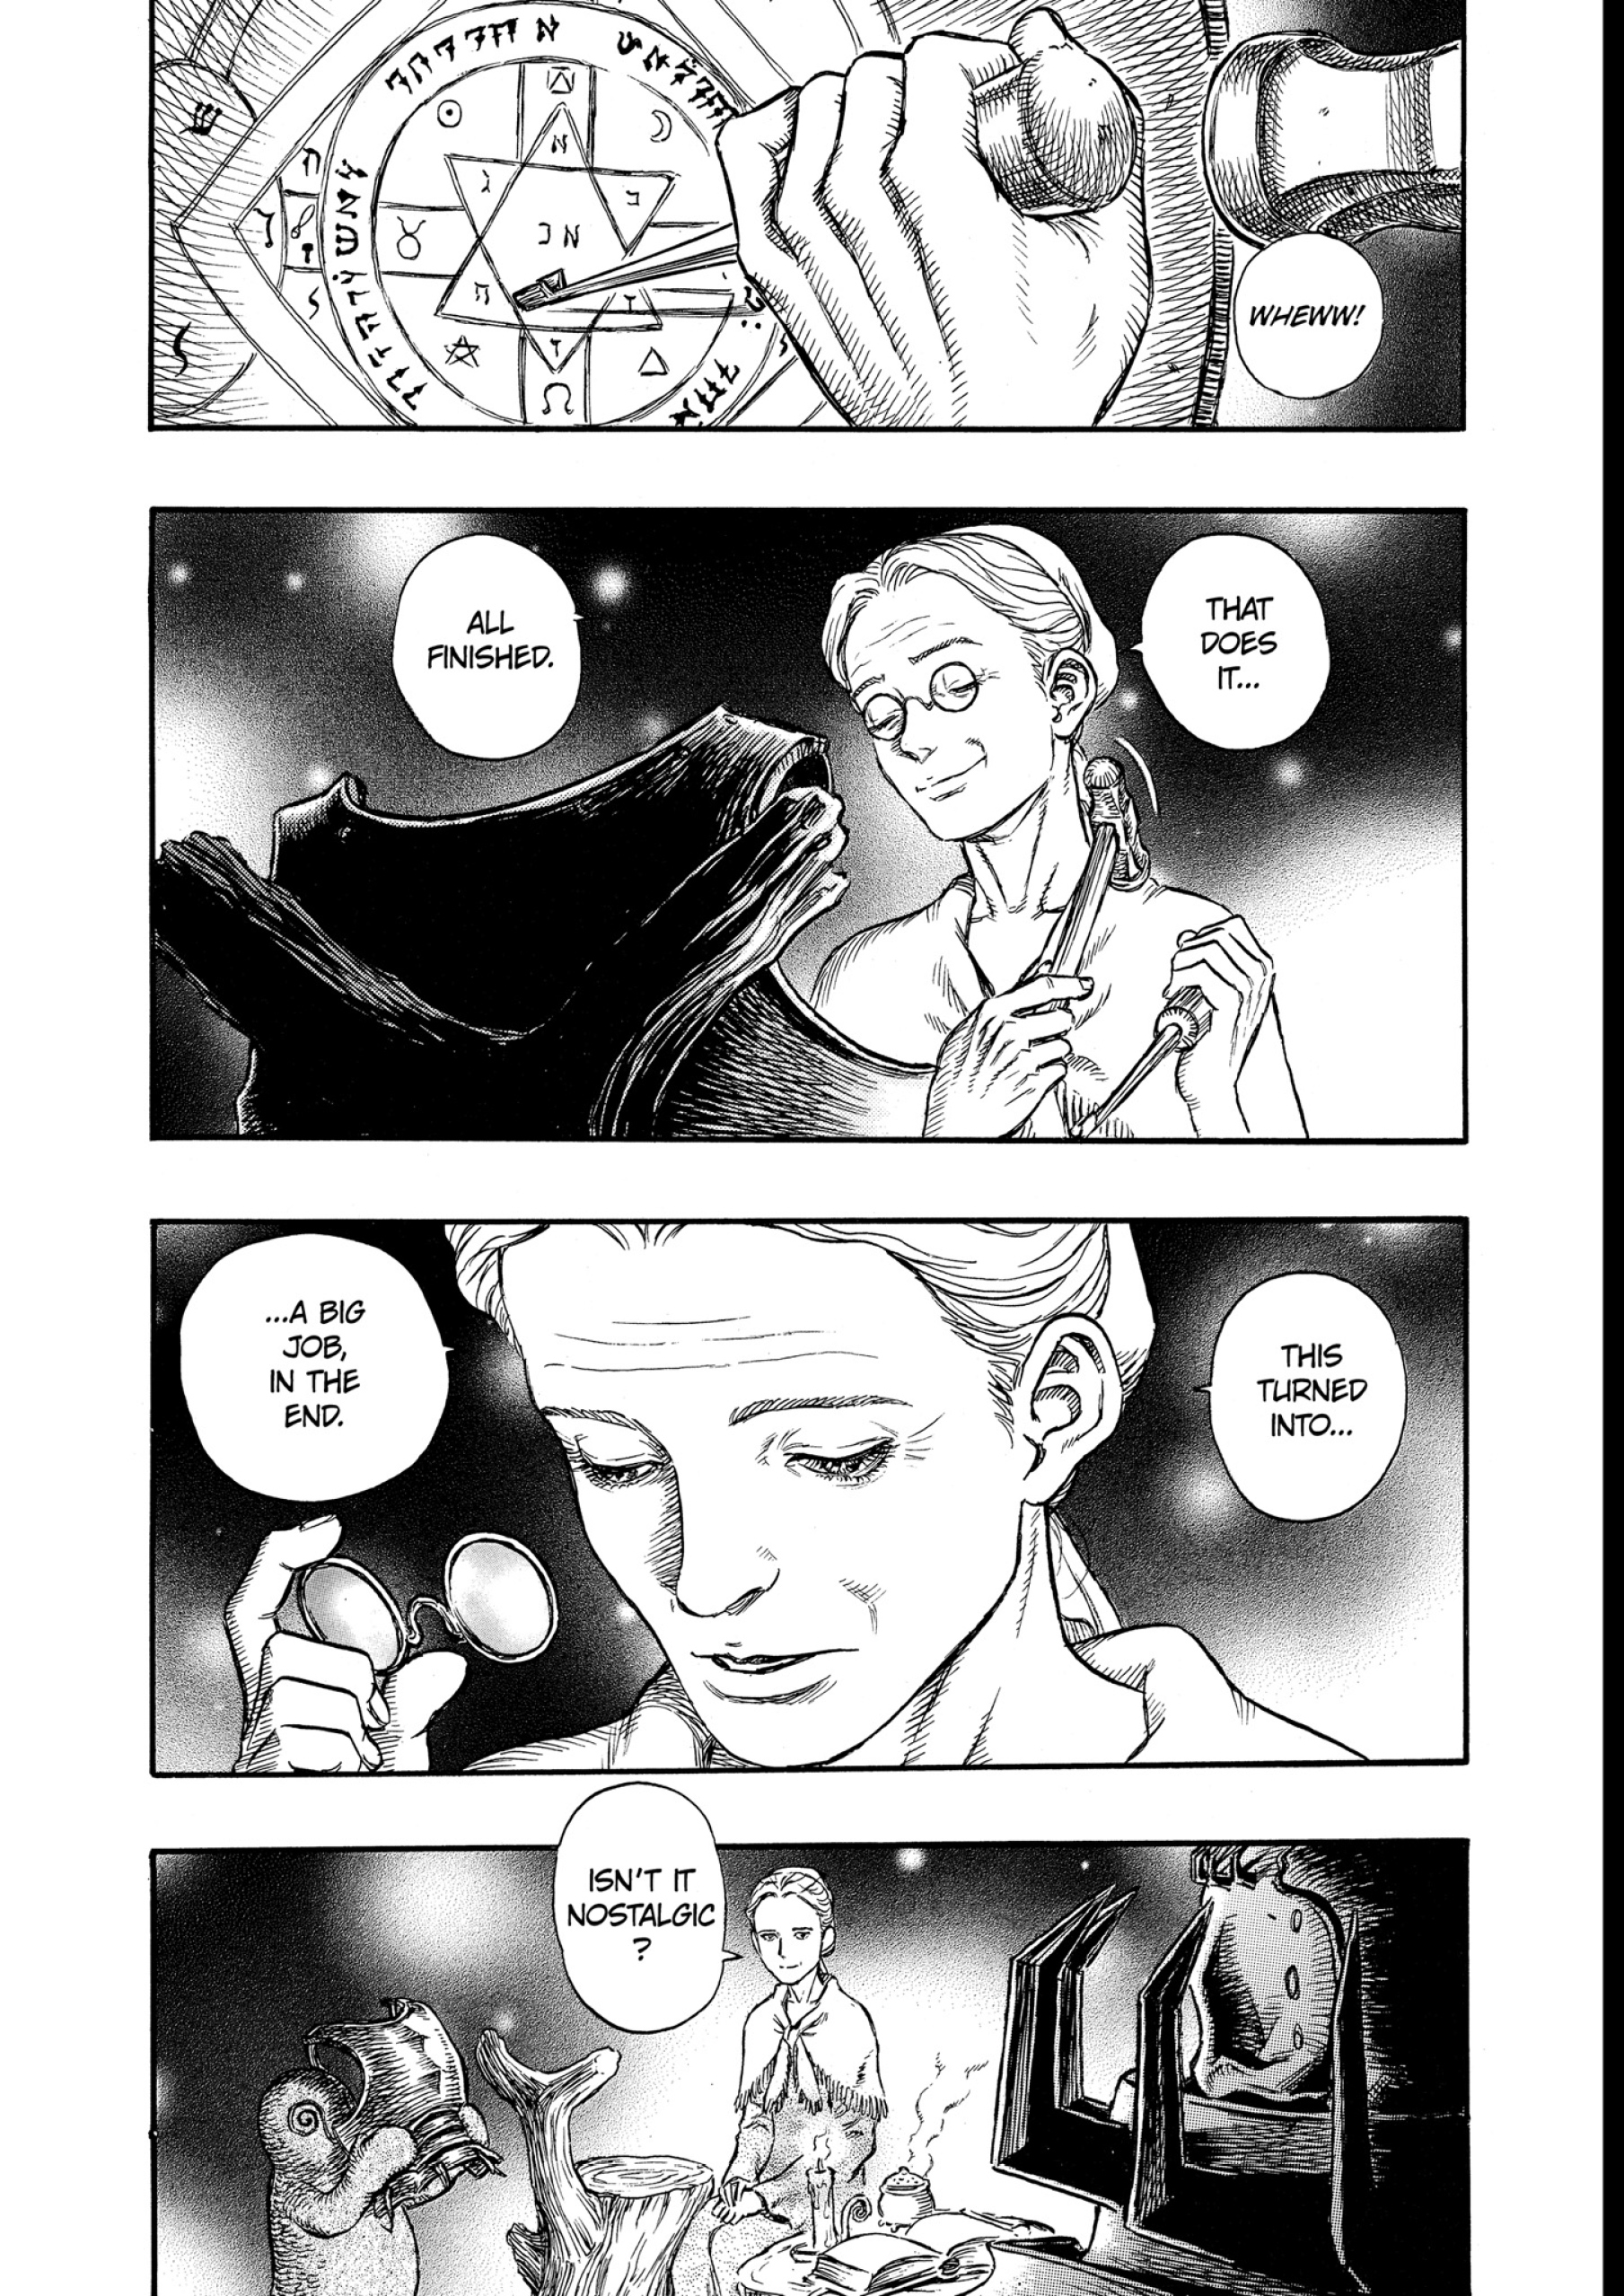 WHEWW!
THAT
DOES
IT...
ALL
FINISHED.
THIS
TURNED
INTO...
...A BIG
JOB,
IN THE
END.
ISN'T IT
NOSTALGIC
?